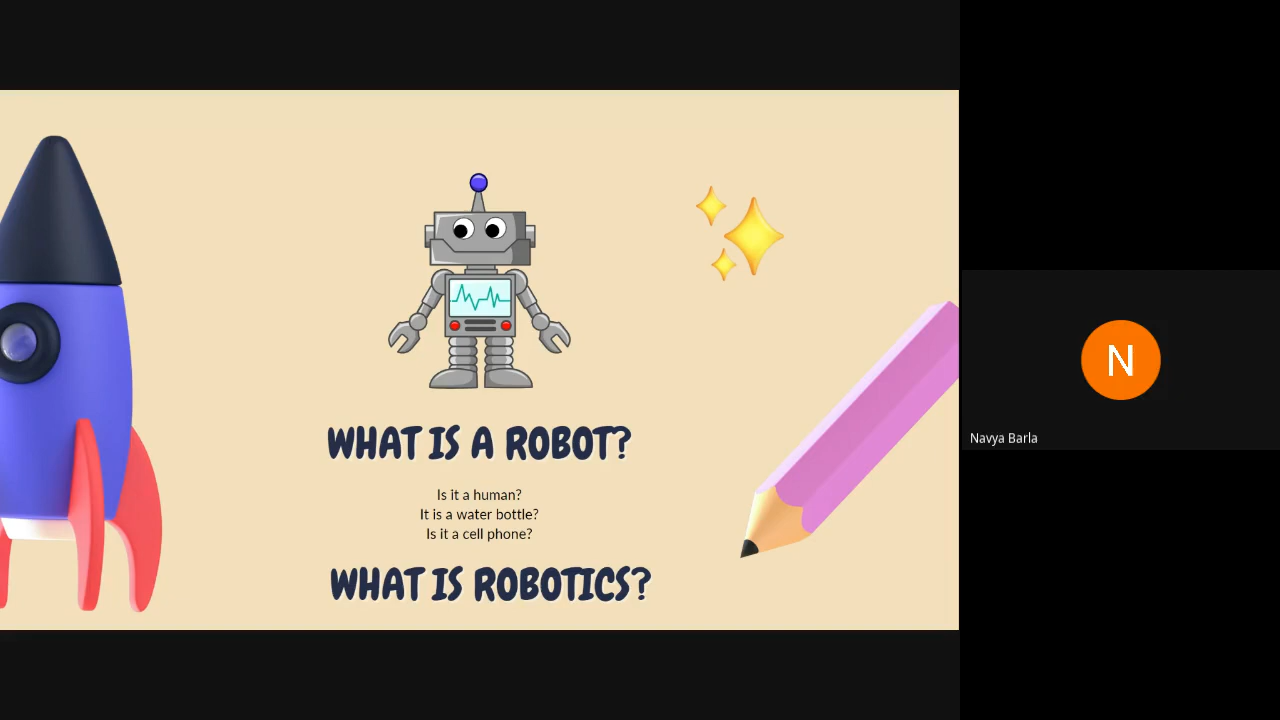 WHAT IS A ROBOT?
Is it a human?
It is a water bottle?
Is it a cell phone?
WHAT IS ROBOTICS?
N
Navya Barla